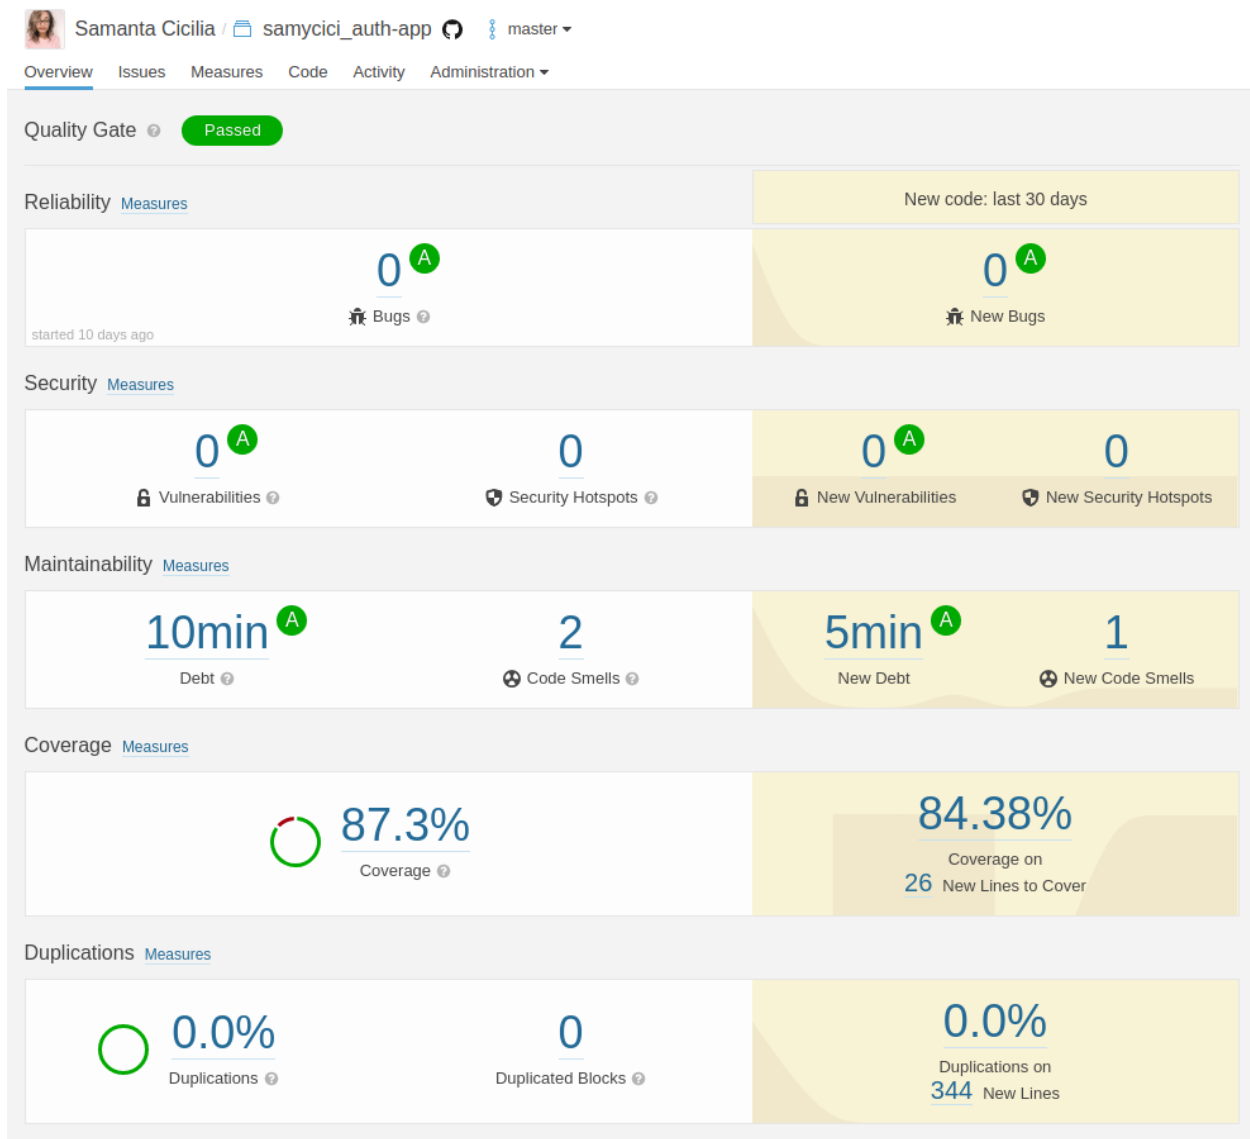 Samanta Cicilia / samycici_auth-app master
Overview Issues Measures Code Activity Administration
Quality Gate ? Passed
Reliability Measures
New code: last 30 days
0 A
Bugs ?
started 10 days ago
0 A
New Bugs
Security Measures
0 A
Vulnerabilities ?
0
Security Hotspots ?
0 A
New Vulnerabilities
0
New Security Hotspots
Maintainability Measures
10min A
Debt ?
2
Code Smells ?
5min A
New Debt
1
New Code Smells
Coverage Measures
87.3%
Coverage ?
84.38%
Coverage on
26 New Lines to Cover
Duplications Measures
0.0%
Duplications ?
0
Duplicated Blocks ?
0.0%
Duplications on
344 New Lines